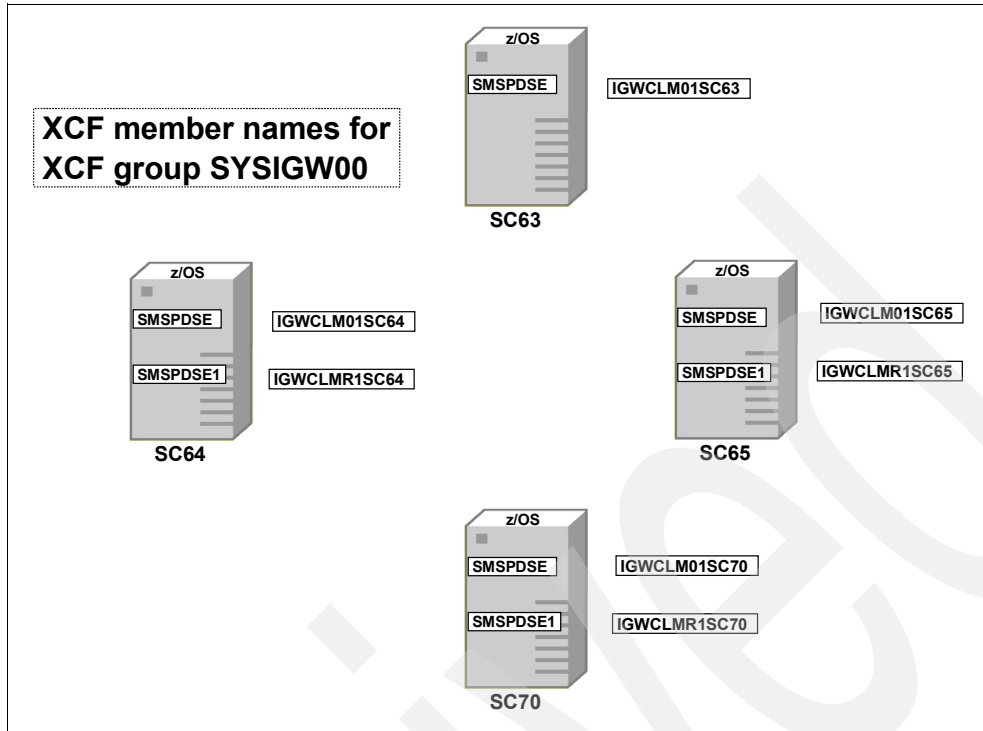 z/OS
SMSPDSE
IGWCLM01SC63
XCF member names for
XCF group SYSIGW00
SC63
z/OS
SMSPDSE
IGWCLM01SC64
SMSPDSE1
IGWCLMR1SC64
SC64
z/OS
SMSPDSE
IGWCLM01SC65
SMSPDSE1
IGWCLMR1SC65
SC65
z/OS
SMSPDSE
IGWCLM01SC70
SMSPDSE1
IGWCLMR1SC70
SC70